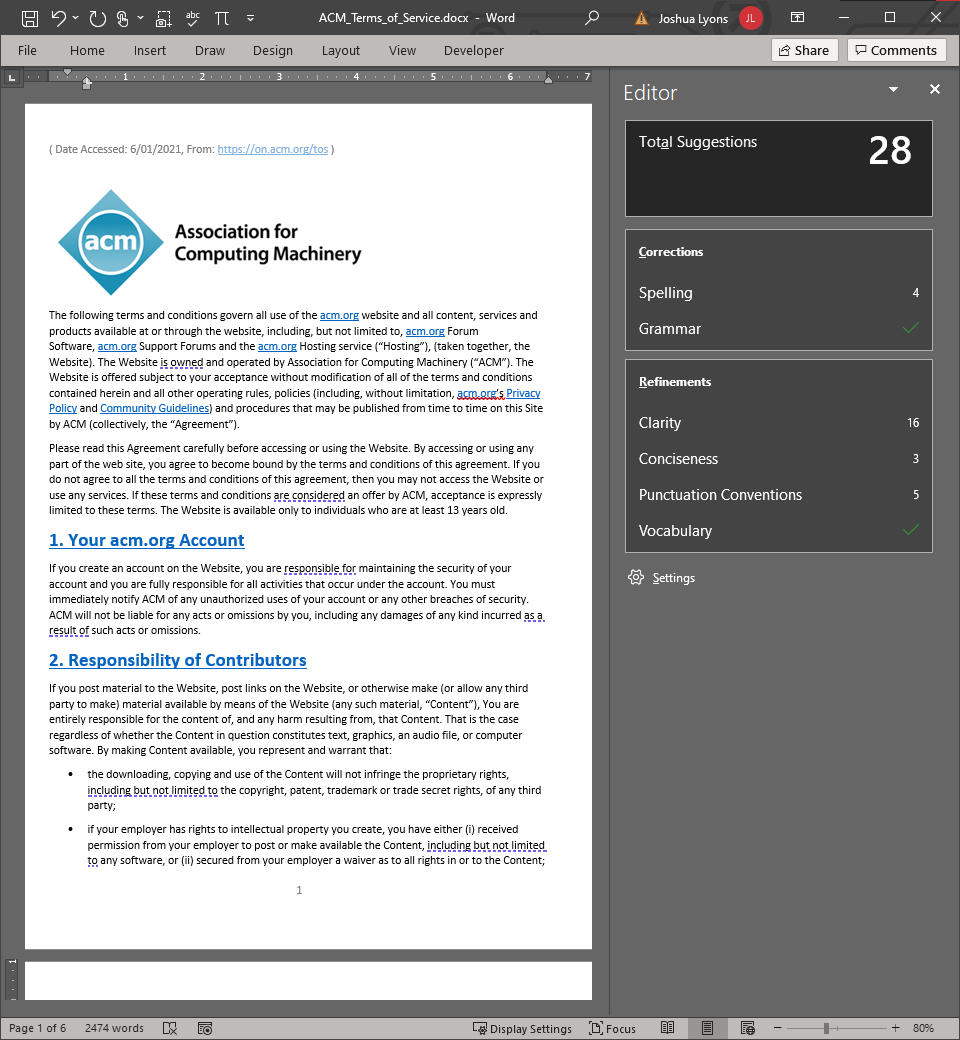 ACM_Terms_of_Service.docx - Word
Joshua Lyons
JL
File Home Insert Draw Design Layout View Developer
Share
Comments
1 2 3 4 5 6 7
( Date Accessed: 6/01/2021, From: https://on.acm.org/tos )
acm
Association for
Computing Machinery
The following terms and conditions govern all use of the acm.org website and all content, services and
products available at or through the website, including, but not limited to, acm.org Forum
Software, acm.org Support Forums and the acm.org Hosting service (“Hosting”), (taken together, the
Website). The Website is owned and operated by Association for Computing Machinery (“ACM”). The
Website is offered subject to your acceptance without modification of all of the terms and conditions
contained herein and all other operating rules, policies (including, without limitation, acm.org’s Privacy
Policy and Community Guidelines) and procedures that may be published from time to time on this Site
by ACM (collectively, the “Agreement”).
Please read this Agreement carefully before accessing or using the Website. By accessing or using any
part of the web site, you agree to become bound by the terms and conditions of this agreement. If you
do not agree to all the terms and conditions of this agreement, then you may not access the Website or
use any services. If these terms and conditions are considered an offer by ACM, acceptance is expressly
limited to these terms. The Website is available only to individuals who are at least 13 years old.
1. Your acm.org Account
If you create an account on the Website, you are responsible for maintaining the security of your
account and you are fully responsible for all activities that occur under the account. You must
immediately notify ACM of any unauthorized uses of your account or any other breaches of security.
ACM will not be liable for any acts or omissions by you, including any damages of any kind incurred as a
result of such acts or omissions.
2. Responsibility of Contributors
If you post material to the Website, post links on the Website, or otherwise make (or allow any third
party to make) material available by means of the Website (any such material, “Content”), You are
entirely responsible for the content of, and any harm resulting from, that Content. That is the case
regardless of whether the Content in question constitutes text, graphics, an audio file, or computer
software. By making Content available, you represent and warrant that:
• the downloading, copying and use of the Content will not infringe the proprietary rights,
including but not limited to the copyright, patent, trademark or trade secret rights, of any third
party;
• if your employer has rights to intellectual property you create, you have either (i) received
permission from your employer to post or make available the Content, including but not limited
to any software, or (ii) secured from your employer a waiver as to all rights in or to the Content;
1
Editor
Total Suggestions 28
Corrections
Spelling 4
Grammar
Refinements
Clarity 16
Conciseness 3
Punctuation Conventions 5
Vocabulary
Settings
Page 1 of 6 2474 words Display Settings Focus 80%